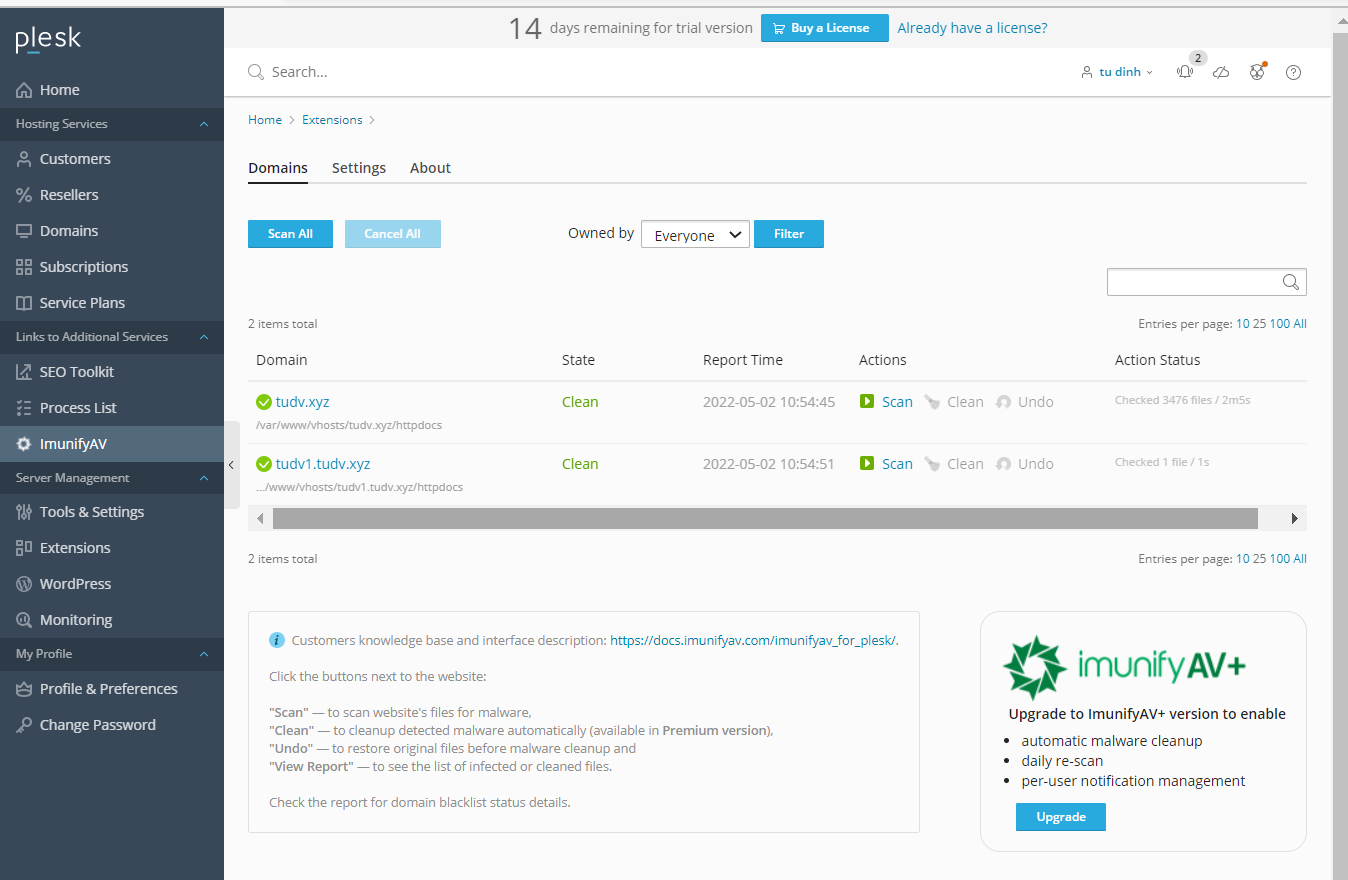 plesk
14 days remaining for trial version Buy a License Already have a license?
Search...
tu dinh
2
Home
Hosting Services
Customers
Resellers
Domains
Subscriptions
Service Plans
Links to Additional Services
SEO Toolkit
Process List
ImunifyAV
Server Management
Tools & Settings
Extensions
WordPress
Monitoring
My Profile
Profile & Preferences
Change Password
Home > Extensions >
Domains Settings About
Scan All Cancel All Owned by Everyone Filter
2 items total Entries per page: 10 25 100 All
Domain State Report Time Actions Action Status
tudv.xyz Clean 2022-05-02 10:54:45 Scan Clean Undo Checked 3476 files / 2m5s
/var/www/vhosts/tudv.xyz/httpdocs
tudv1.tudv.xyz Clean 2022-05-02 10:54:51 Scan Clean Undo Checked 1 file / 1s
.../www/vhosts/tudv1.tudv.xyz/httpdocs
2 items total Entries per page: 10 25 100 All
Customers knowledge base and interface description: https://docs.imunifyav.com/imunifyav_for_plesk/.
Click the buttons next to the website:
"Scan" — to scan website's files for malware,
"Clean" — to cleanup detected malware automatically (available in Premium version),
"Undo" — to restore original files before malware cleanup and
"View Report" — to see the list of infected or cleaned files.
Check the report for domain blacklist status details.
imunifyAV+
Upgrade to ImunifyAV+ version to enable
• automatic malware cleanup
• daily re-scan
• per-user notification management
Upgrade